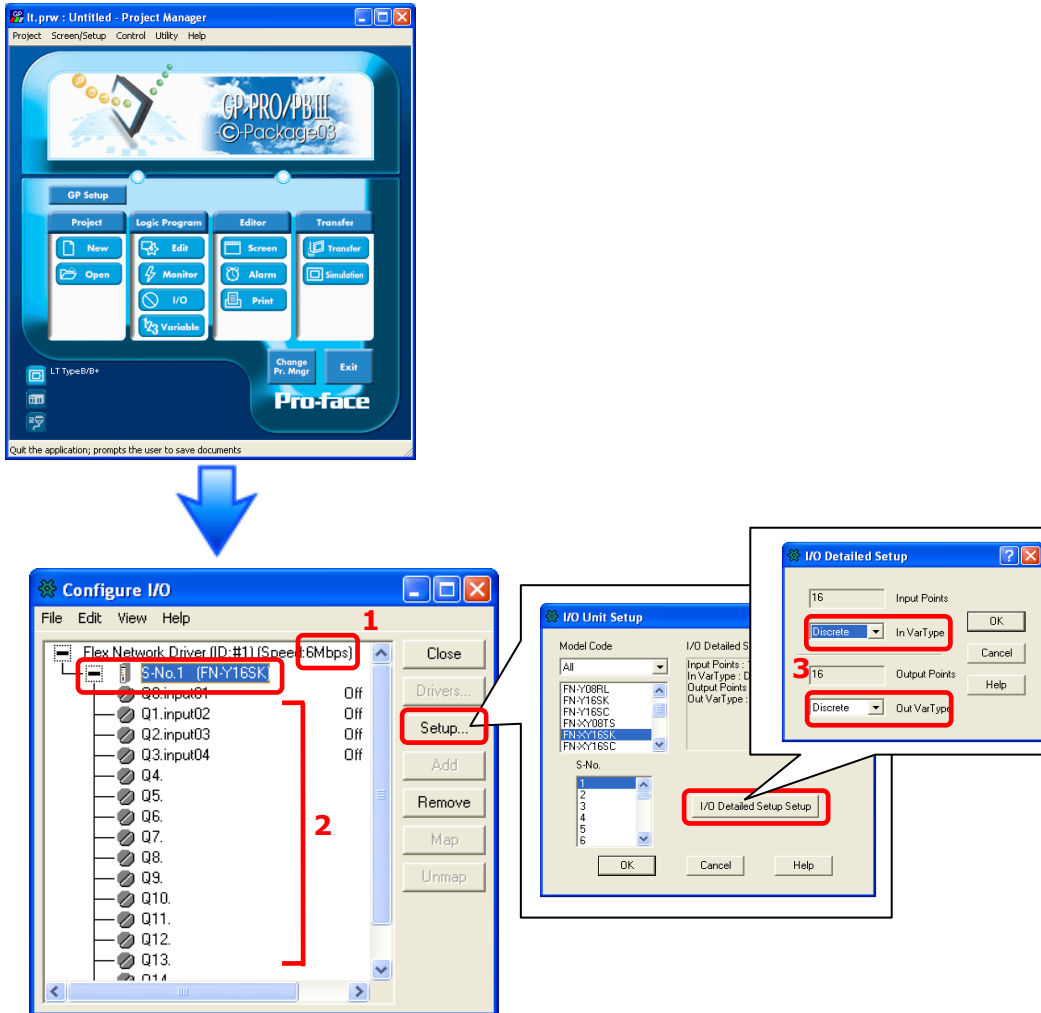 lt.prw : Untitled - Project Manager
Project Screen/Setup Control Utility Help
GP-PRO/PBIII
-C-Package03
GP Setup
Project Logic Program Editor Transfer
New Edit Screen Transfer
Open Monitor Alarm Simulation
I/O Print
123 Variable
LT TypeB/B+
Change Pr. Mngr
Exit
Pro-face
Quit the application; prompts the user to save documents
Configure I/O
File Edit View Help
1
Flex Network Driver (ID:#1) (Speed:6Mbps)
S-No.1 (FN-Y16SK)
Q0.input01 Off
Q1.input02 Off
Q2.input03 Off
Q3.input04 Off
Q4.
Q5.
Q6.
Q7.
Q8.
Q9.
Q10.
Q11.
Q12.
Q13.
Q14
2
Close
Drivers...
Setup...
Add
Remove
Map
Unmap
I/O Unit Setup
Model Code
All
FN-Y08RL
FN-Y16SK
FN-Y16SC
FN-XY08TS
FN-XY16SK
FN-XY16SC
I/O Detailed S
Input Points :
In VarType : D
Output Points
Out VarType :
S-No.
1
2
3
4
5
6
I/O Detailed Setup Setup
OK Cancel Help
I/O Detailed Setup
16 Input Points
Discrete In VarType
3
16 Output Points
Discrete Out VarType
OK
Cancel
Help